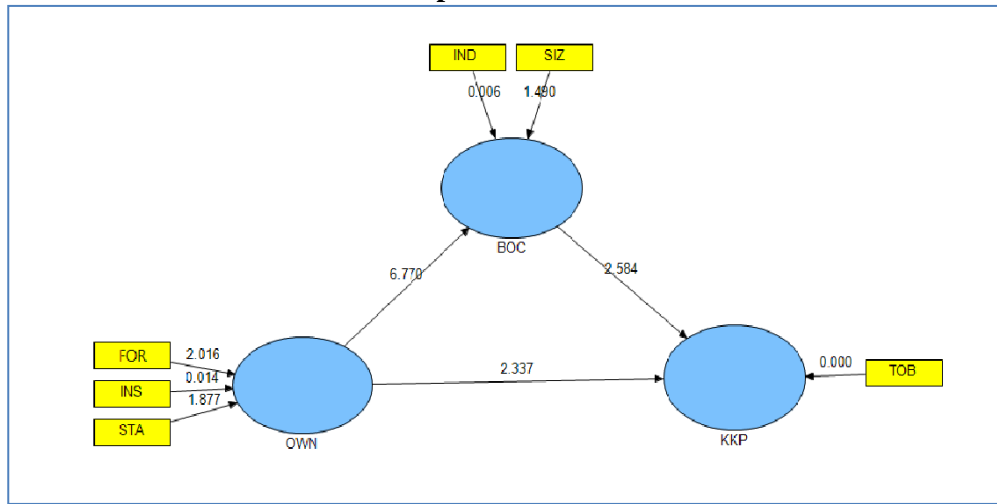 IND SIZ
0.006 1.490
BOC
6.770 2.584
FOR 2.016
INS 0.014
STA 1.877
OWN
2.337
0.000 TOB
KKP